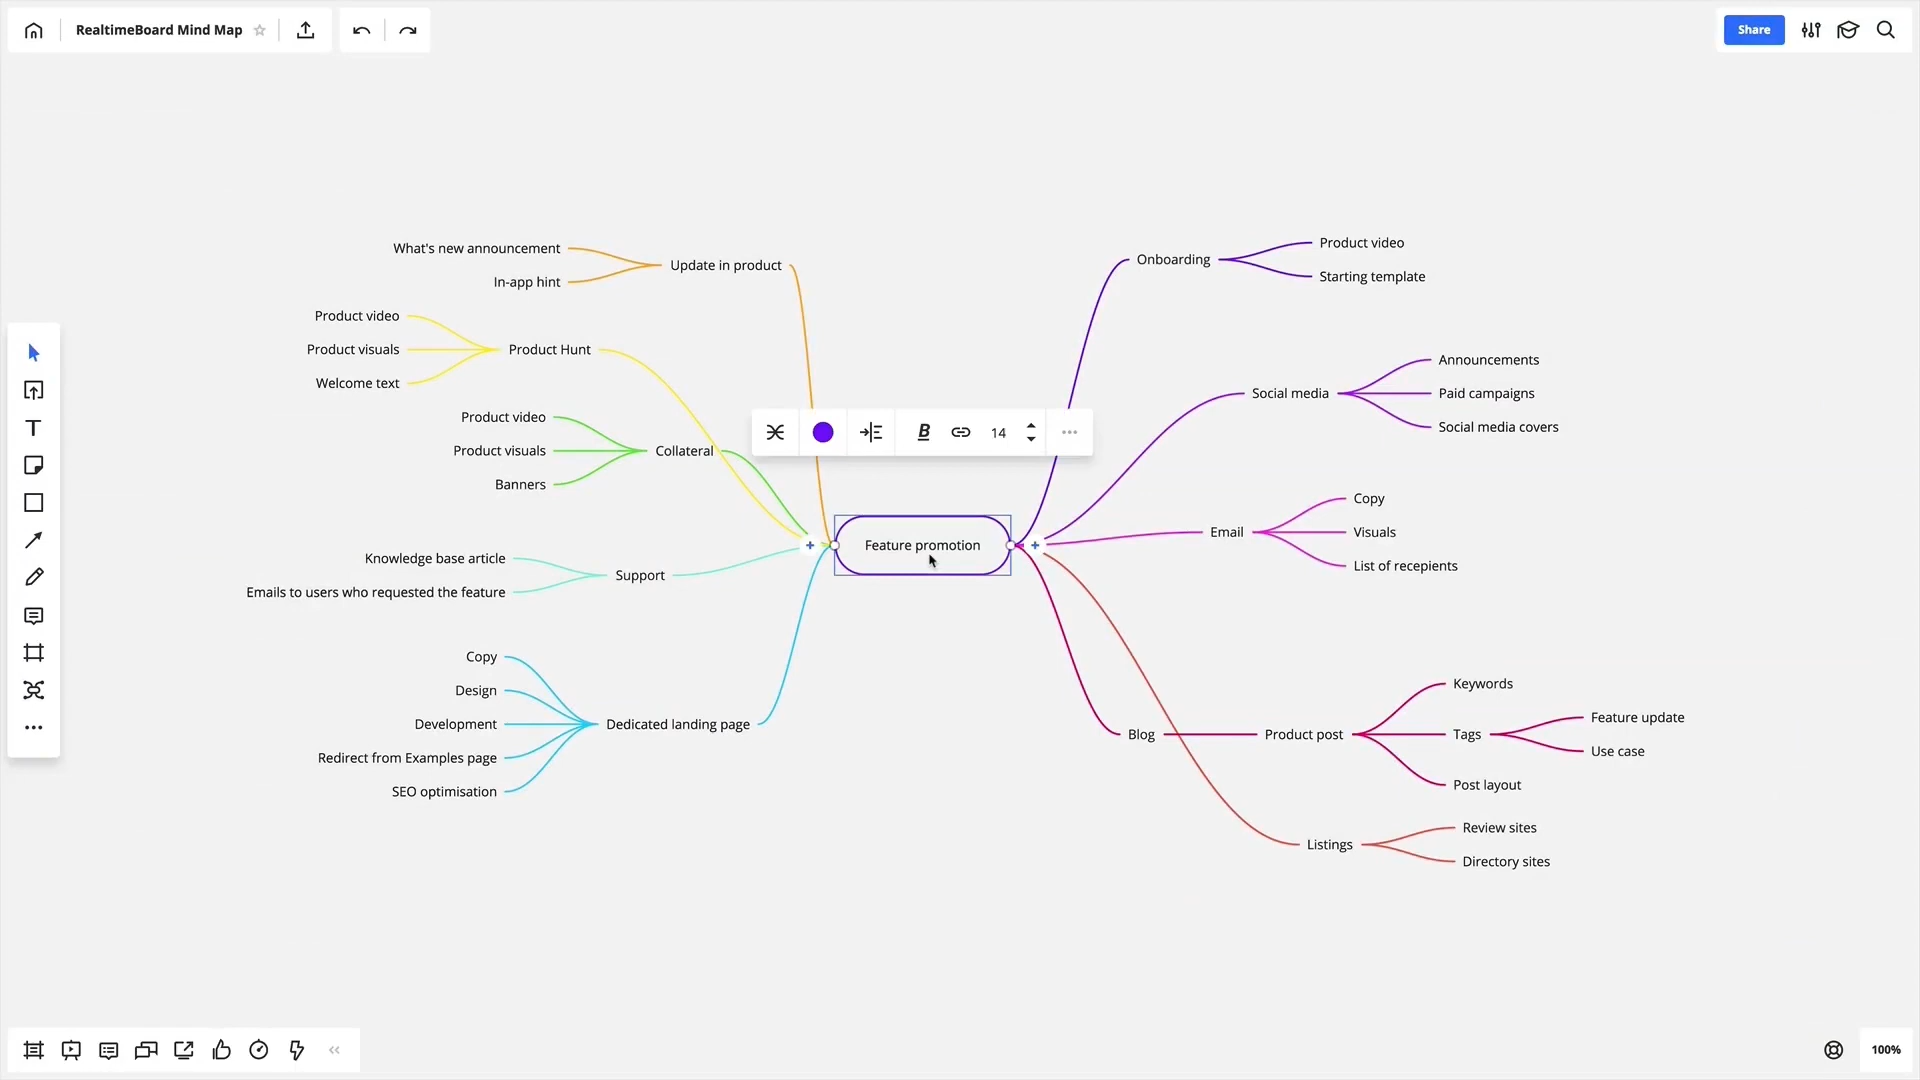 RealtimeBoard Mind Map
Share
What's new announcement
In-app hint
Update in product
Product video
Product visuals
Welcome text
Product Hunt
Product video
Product visuals
Banners
Collateral
Knowledge base article
Emails to users who requested the feature
Support
Copy
Design
Development
Redirect from Examples page
SEO optimisation
Dedicated landing page
B
14
Feature promotion
Onboarding
Product video
Starting template
Social media
Announcements
Paid campaigns
Social media covers
Email
Copy
Visuals
List of recepients
Blog
Product post
Keywords
Tags
Feature update
Use case
Post layout
Listings
Review sites
Directory sites
100%